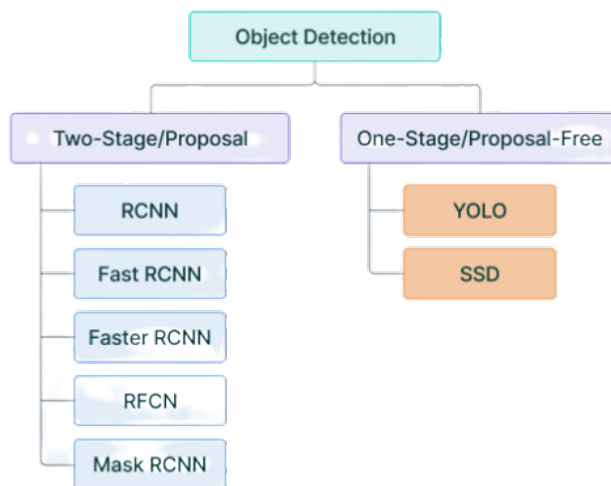 Object Detection
Two-Stage/Proposal
One-Stage/Proposal-Free
RCNN
YOLO
Fast RCNN
SSD
Faster RCNN
RFCN
Mask RCNN